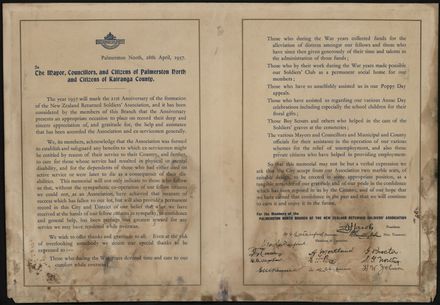 Palmerston North, 26th April, 1937.
To
The Mayor, Councillors, and Citizens of Palmerston North
and Citizens of Kairanga County.
The year 1937 will mark the 21st Anniversary of the formation
of the New Zealand Returned Soldiers' Association, and it has been
considered by the members of this Branch that the Anniversary
presents an appropriate occasion to place on record their deep and
sincere appreciation of, and gratitude for, the help and assistance
that has been accorded the Association and ex-servicemen generally.
We, its members, acknowledge that the Association was formed
to establish and safeguard any benefits to which ex-servicemen might
be entitled by reason of their service to their Country, and further,
to care for those whose service had resulted in physical or mental
disability, and of the dependents of those who had either died on
active service or were later to die as a consequence of their
This memorial will not only indicate to those who follow
us that, without the sympathetic co-operation of our fellow citizens,
we could not, as an Association, have achieved that measure of
success which has fallen to our lot, but will also provide a permanent
record in this City and District of our belief that what we have
received at the hands of our fellow citizens in sympathy, in confidence
and general help, has been perhaps our greatest reward for any
service we may have rendered while overseas.
We wish to offer thanks generally to all. Even at the risk
of overlooking somebody we desire our special thanks to be
expressed to:—
Those who during the War years derived time and care to our
comfort while overseas.
Those who during the War years collected funds for the
alleviation of distress amongst our fellows and those who
have since then given generously of their time and talents in
the administration of those funds;
Those who by their work during the War years made possible
our Soldiers' Club as a permanent social home for our
members;
Those who have so unselfishly assisted us in our Poppy Day
appeals.
Those who have assisted us regarding our various Anzac Day
celebrations including especially the school children for their
floral gifts;
Those Boy Scouts and others who helped in the care of the
Soldiers' graves at the cemeteries;
The various Mayors and Councillors and Municipal and County
officials for their assistance in the operation of our various
schemes for the relief of unemployment, and also those
private citizens who have helped in providing employment.
So that this memorial may not be but a verbal expression we
ask that the City accept from our Association two marble urns, of
suitable design, to be erected in some appropriate position, as a
tangible reminder of our gratitude and of our pride in the confidence
which has been reposed in us by the Citizens, and of our hope that
we have earned that confidence in the past and that we will continue
to earn it and enjoy it in the future.
For the Members of the
PALMERSTON NORTH BRANCH OF THE NEW ZEALAND RETURNED SOLDIERS' ASSOCIATION
President